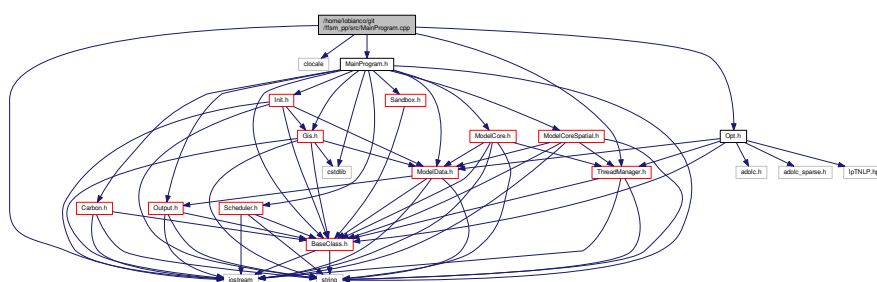 /home/lobianco/git
/ffsm_pp/src/MainProgram.cpp
clocale
MainProgram.h
Init.h
Sandbox.h
Gis.h
ModelCore.h
ModelCoreSpatial.h
Opt.h
cstdlib
ModelData.h
ThreadManager.h
adolc.h
adolc_sparse.h
IpTNLP.hp
Carbon.h
Output.h
Scheduler.h
BaseClass.h
iostream
string